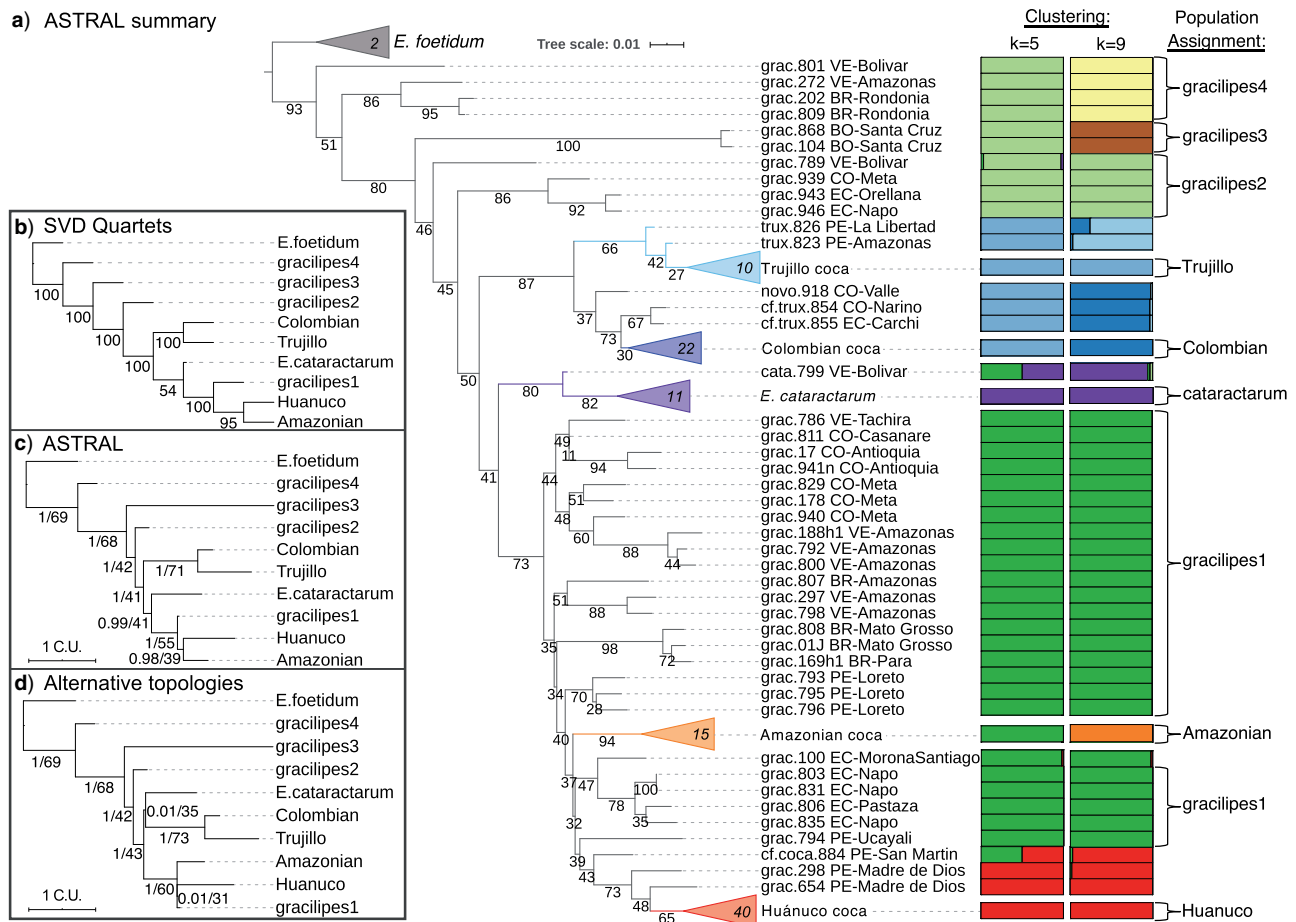 a) ASTRAL summary
Clustering:
Population
Assignment:
k=5
k=9
2
E. foetidum
Tree scale: 0.01
grac.801 VE-Bolivar
grac.272 VE-Amazonas
grac.202 BR-Rondonia
grac.809 BR-Rondonia
grac.868 BO-Santa Cruz
grac.104 BO-Santa Cruz
grac.789 VE-Bolivar
grac.939 CO-Meta
grac.943 EC-Orellana
grac.946 EC-Napo
trux.826 PE-La Libertad
trux.823 PE-Amazonas
10 Trujillo coca
novo.918 CO-Valle
cf.trux.854 CO-Narino
cf.trux.855 EC-Carchi
22 Colombian coca
cata.799 VE-Bolivar
11 E. cataractarum
grac.786 VE-Tachira
grac.811 CO-Casanare
grac.17 CO-Antioquia
grac.941n CO-Antioquia
grac.829 CO-Meta
grac.178 CO-Meta
grac.940 CO-Meta
grac.188h1 VE-Amazonas
grac.792 VE-Amazonas
grac.800 VE-Amazonas
grac.807 BR-Amazonas
grac.297 VE-Amazonas
grac.798 VE-Amazonas
grac.808 BR-Mato Grosso
grac.01J BR-Mato Grosso
grac.169h1 BR-Para
grac.793 PE-Loreto
grac.795 PE-Loreto
grac.796 PE-Loreto
15 Amazonian coca
grac.100 EC-MoronaSantiago
grac.803 EC-Napo
grac.831 EC-Napo
grac.806 EC-Pastaza
grac.835 EC-Napo
grac.794 PE-Ucayali
cf.coca.884 PE-San Martin
grac.298 PE-Madre de Dios
grac.654 PE-Madre de Dios
40 Huánuco coca
gracilipes4
gracilipes3
gracilipes2
Trujillo
Colombian
cataractarum
gracilipes1
Amazonian
gracilipes1
Huanuco
93
86
95
51
100
80
86
92
46
66
42
27
45
87
37
67
73
30
50
80
82
41
49
11
94
44
51
48
60
88
44
73
51
88
35
98
72
34
70
28
40
94
37
47
100
78
35
32
39
43
73
48
65
b) SVD Quartets
E.foetidum
gracilipes4
gracilipes3
gracilipes2
Colombian
Trujillo
E.cataractarum
gracilipes1
Huanuco
Amazonian
100
100
100
100
100
54
100
95
c) ASTRAL
E.foetidum
gracilipes4
gracilipes3
gracilipes2
Colombian
Trujillo
E.cataractarum
gracilipes1
Huanuco
Amazonian
1/69
1/68
1/42
1/71
1/41
0.99/41
1/55
0.98/39
1 C.U.
d) Alternative topologies
E.foetidum
gracilipes4
gracilipes3
gracilipes2
E.cataractarum
Colombian
Trujillo
Amazonian
Huanuco
gracilipes1
1/69
1/68
1/42
0.01/35
1/73
1/43
1/60
0.01/31
1 C.U.